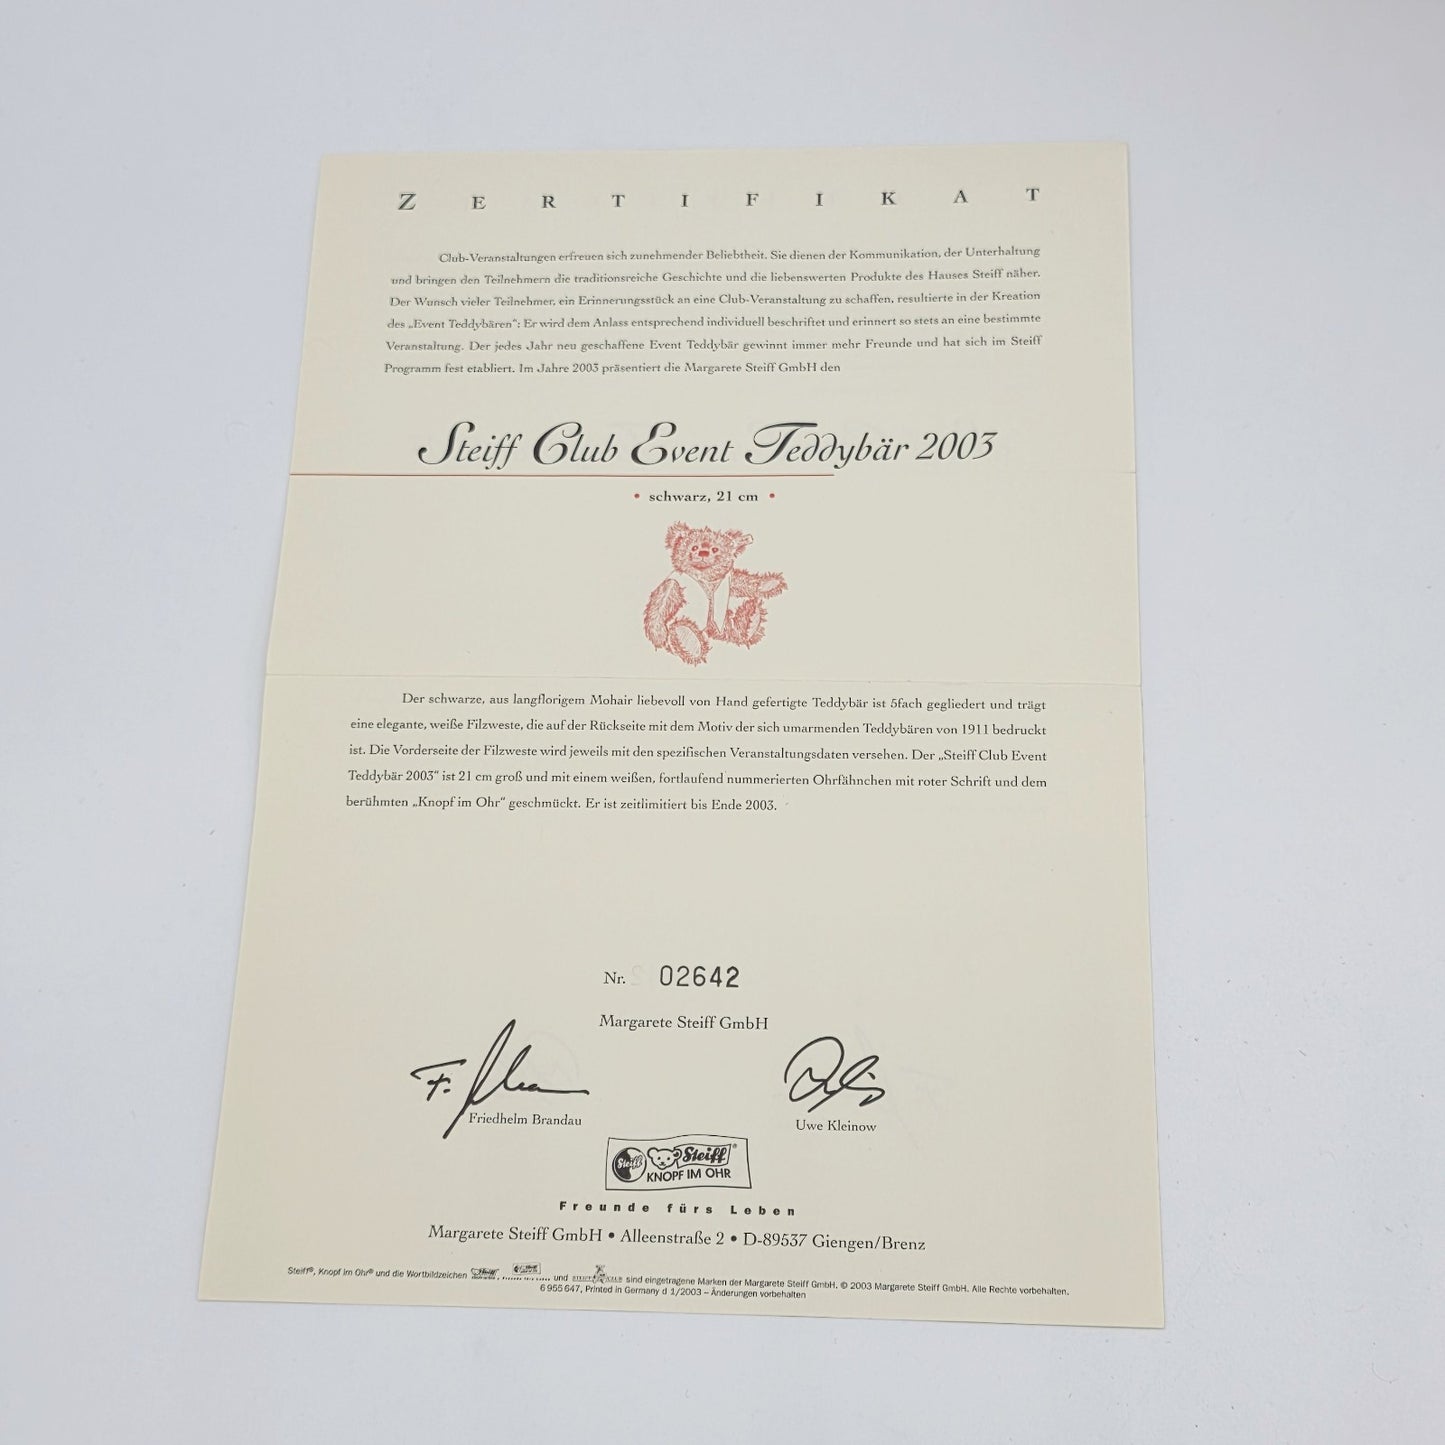 ZERTIFIKAT
Club-Veranstaltungen erfreuen sich zunehmender Beliebtheit. Sie dienen der Kommunikation, der Unterhaltung
und bringen den Teilnehmern die traditionsreiche Geschichte und die liebenswerten Produkte des Hauses Steiff näher.
Der Wunsch vieler Teilnehmer, ein Erinnerungsstück an eine Club-Veranstaltung zu schaffen, resultierte in der Kreation
des „Event Teddybären“: Er wird dem Anlass entsprechend individuell beschriftet und erinnert so stets an eine bestimmte
Veranstaltung. Der jedes Jahr neu geschaffene Event Teddybär gewinnt immer mehr Freunde und hat sich im Steiff
Programm fest etabliert. Im Jahre 2003 präsentiert die Margarete Steiff GmbH den
Steiff Club Event Teddybär 2003
• schwarz, 21 cm •
Der schwarze, aus langflorigem Mohair liebevoll von Hand gefertigte Teddybär ist 5fach gegliedert und trägt
eine elegante, weiße Filzweste, die auf der Rückseite mit dem Motiv der sich umarmenden Teddybären von 1911 bedruckt
ist. Die Vorderseite der Filzweste wird jeweils mit den spezifischen Veranstaltungsdaten versehen. Der „Steiff Club Event
Teddybär 2003“ ist 21 cm groß und mit einem weißen, fortlaufend nummerierten Ohrfähnchen mit roter Schrift und dem
berühmten „Knopf im Ohr“ geschmückt. Er ist zeitlimitiert bis Ende 2003.
Nr. 02642
Margarete Steiff GmbH
Friedhelm Brandau
Uwe Kleinow
Steiff Steiff®
KNOPF IM OHR
Freunde fürs Leben
Margarete Steiff GmbH • Alleenstraße 2 • D-89537 Giengen/Brenz
Steiff®, Knopf im Ohr® und die Wortbildzeichen und sind eingetragene Marken der Margarete Steiff GmbH. © 2003 Margarete Steiff GmbH. Alle Rechte vorbehalten.
6 955 647, Printed in Germany d 1/2003 – Änderungen vorbehalten